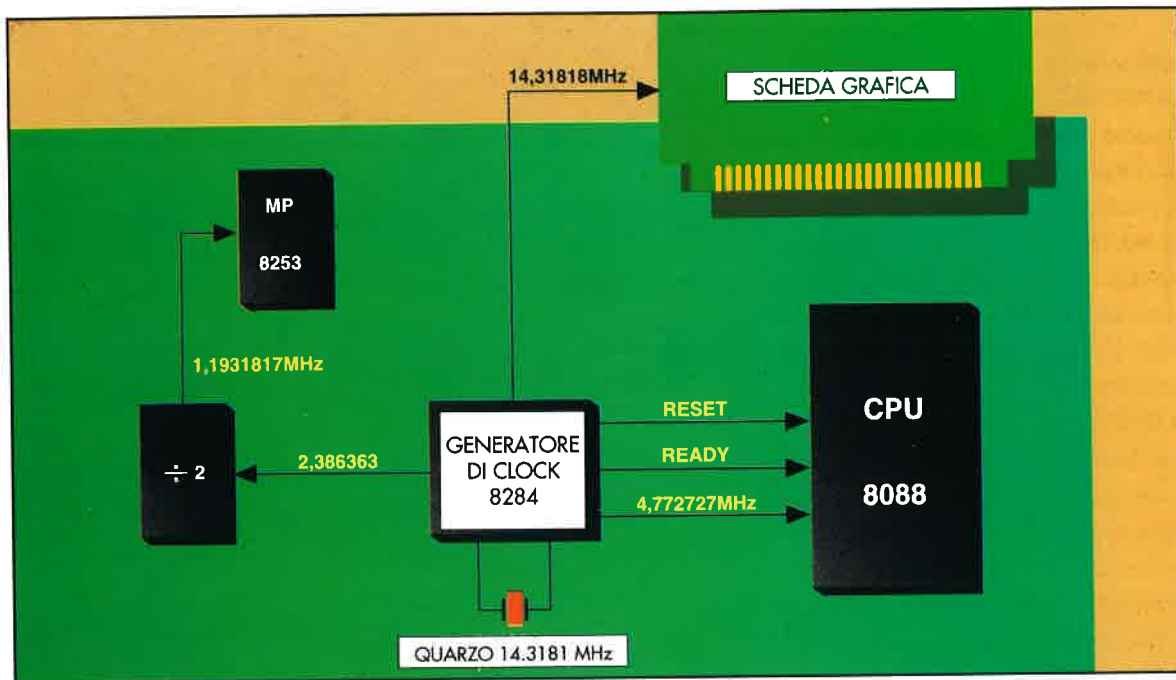 14,31818MHz
SCHEDA GRAFICA
MP
8253
1,1931817MHz
÷ 2
2,386363
GENERATORE
DI CLOCK
8284
RESET
READY
4,772727MHz
CPU
8088
QUARZO 14.3181 MHz